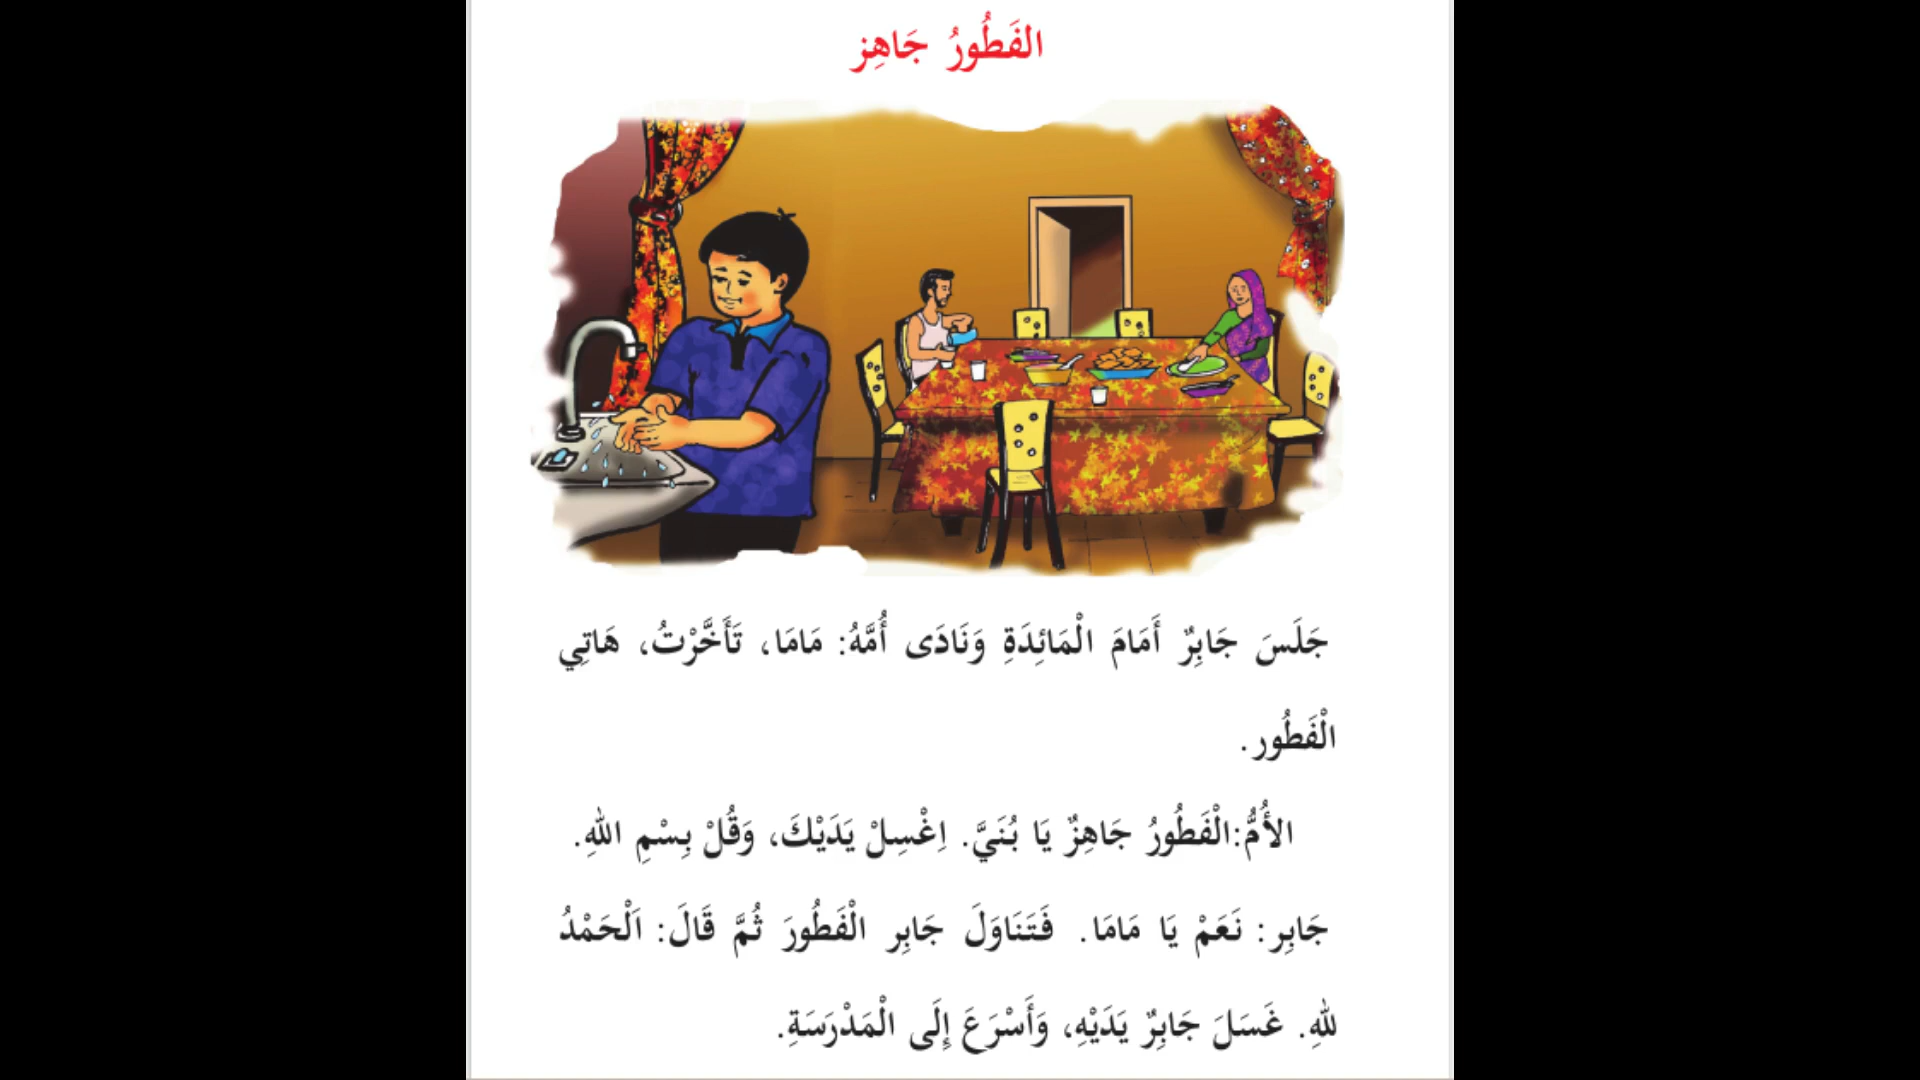 الفَطُورُ جَاهِز
جَلَسَ جَابِرٌ أَمَامَ الْمَائِدَةِ وَنَادَى أُمَّهُ: مَامَا، تَأَخَّرْتُ، هَاتِي
الْفَطُور.
الأُمُّ:الْفَطُورُ جَاهِزٌ يَا بُنَيَّ. اِغْسِلْ يَدَيْكَ، وَقُلْ بِسْمِ اللهِ.
جَابِر: نَعَمْ يَا مَامَا. فَتَنَاوَلَ جَابِر الْفَطُورَ ثُمَّ قَالَ: اَلْحَمْدُ
للهِ. غَسَلَ جَابِرٌ يَدَيْهِ، وَأَسْرَعَ إِلَى الْمَدْرَسَةِ.